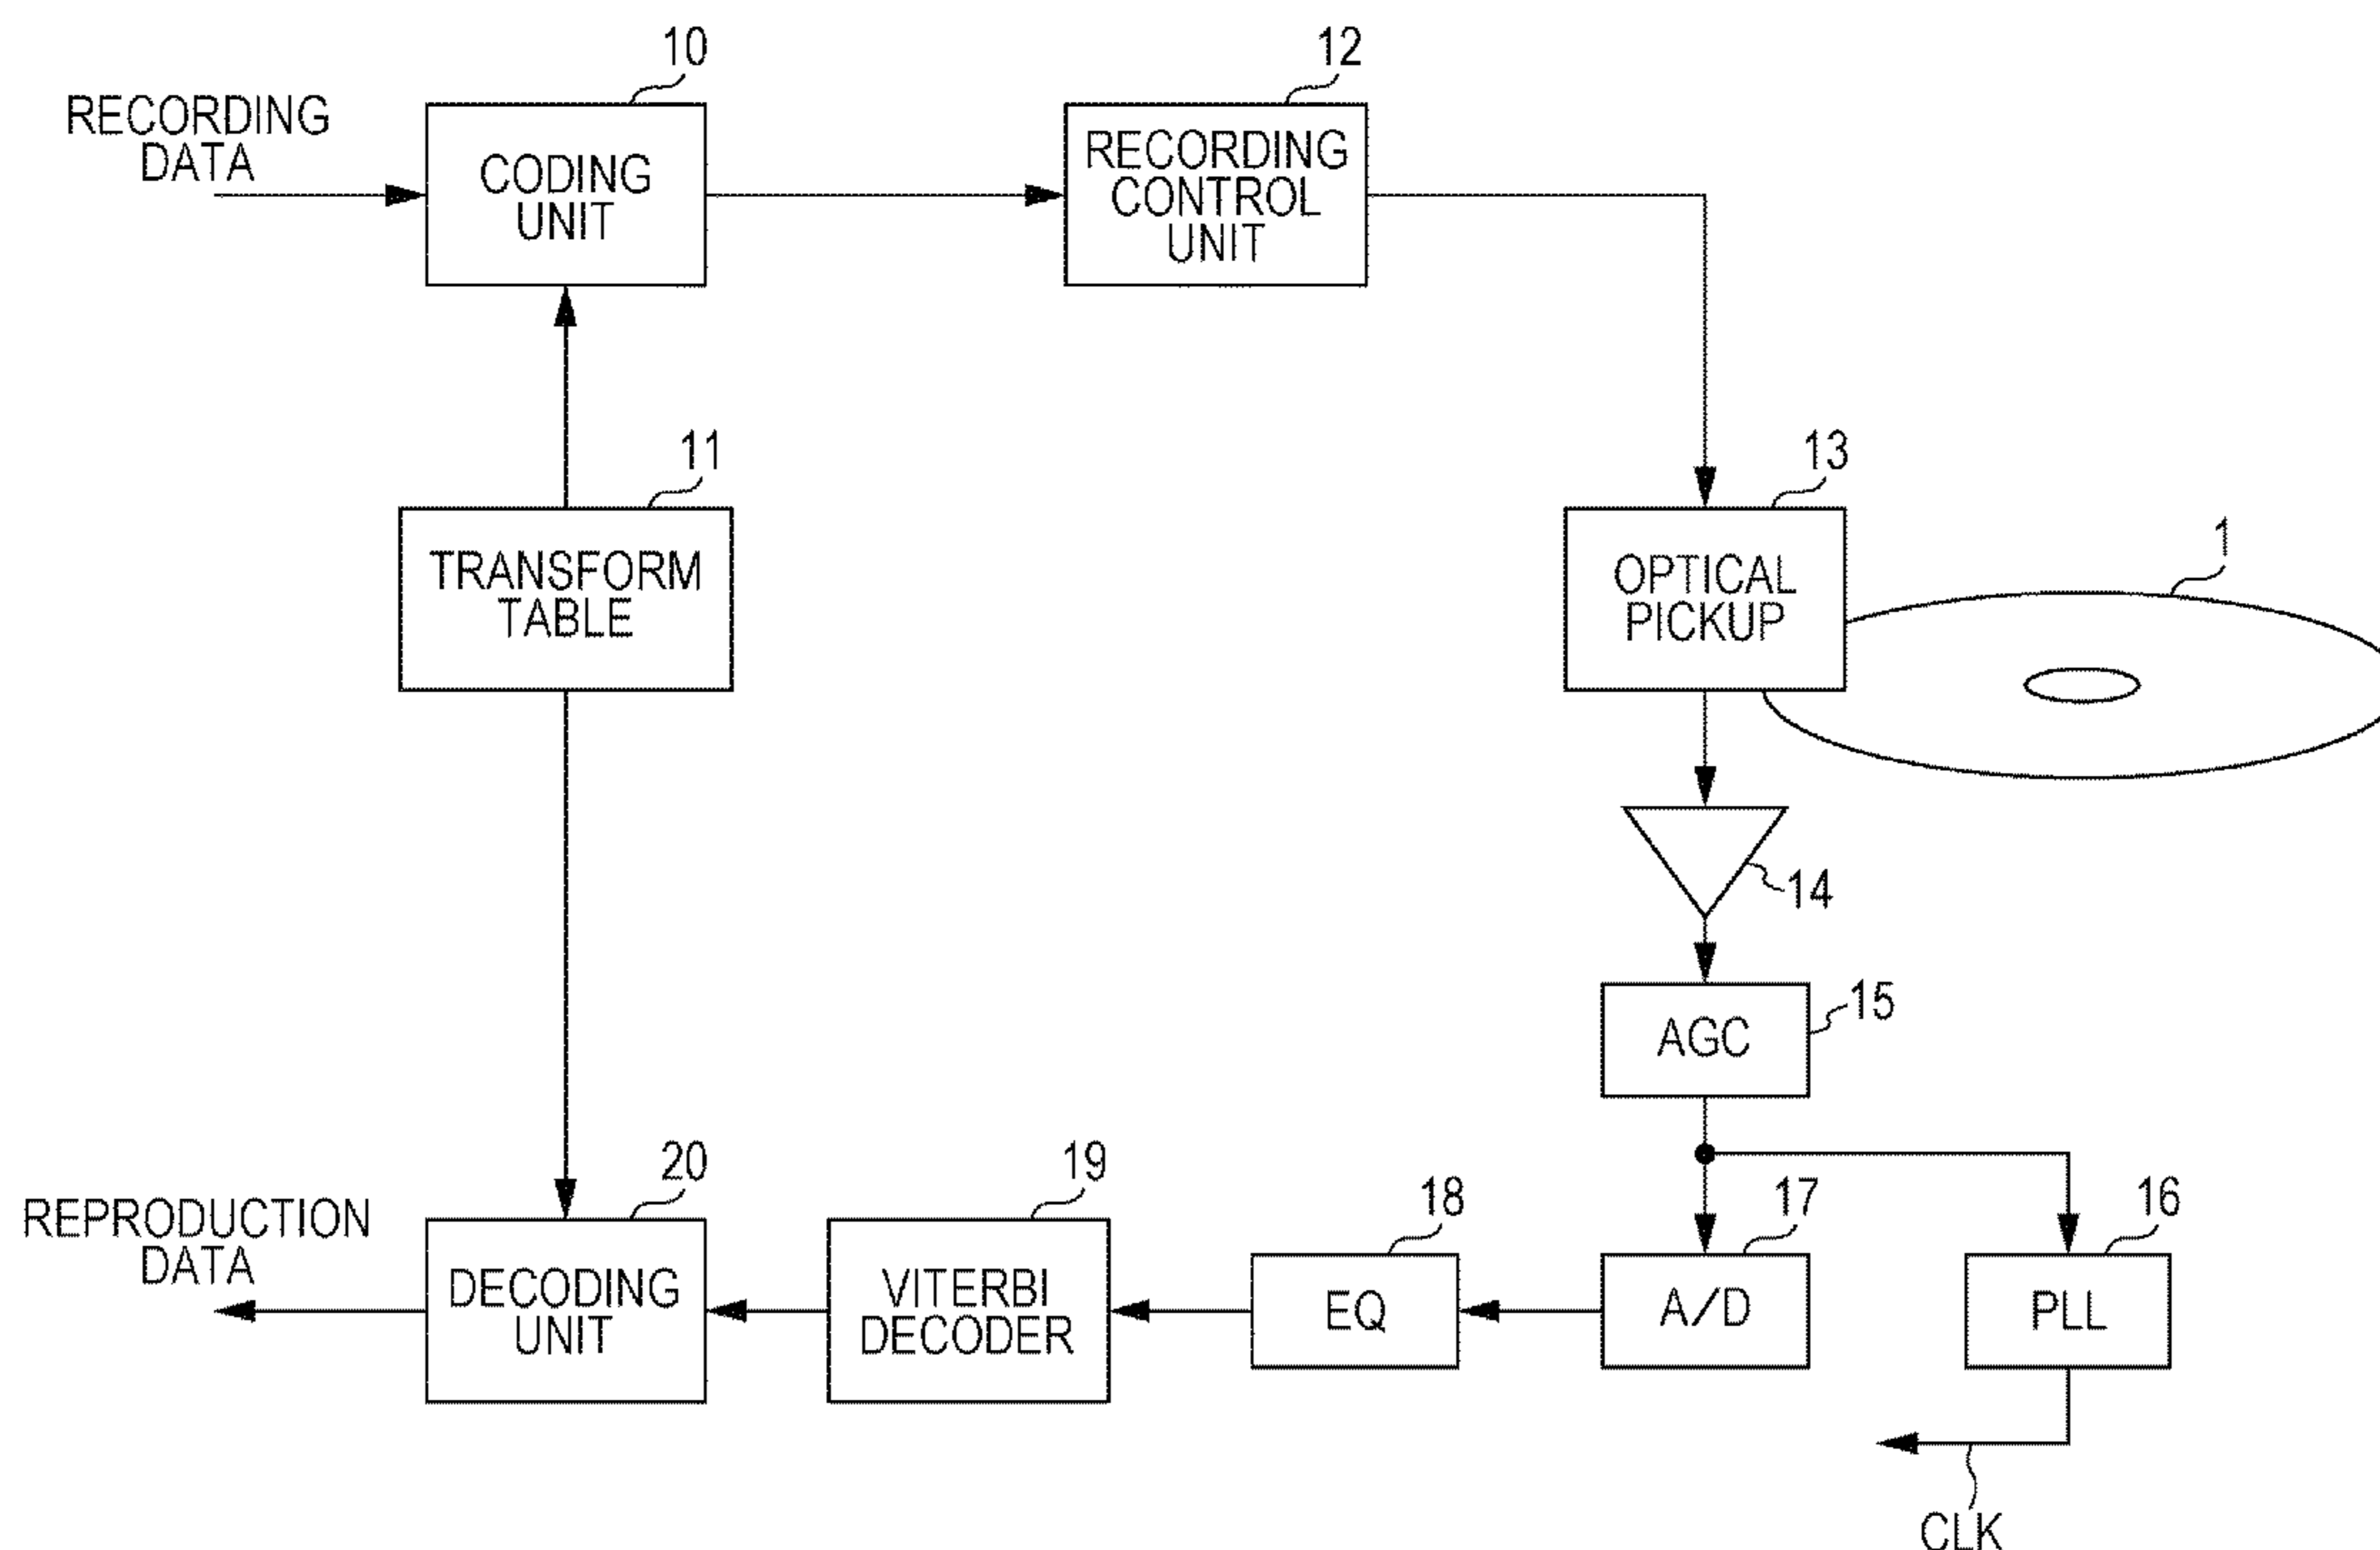 10
12
RECORDING
DATA
CODING
UNIT
RECORDING
CONTROL
UNIT
11
13
1
TRANSFORM
TABLE
OPTICAL
PICKUP
14
15
AGC
20
19
18
17
16
REPRODUCTION
DATA
DECODING
UNIT
VITERBI
DECODER
EQ
A/D
PLL
CLK